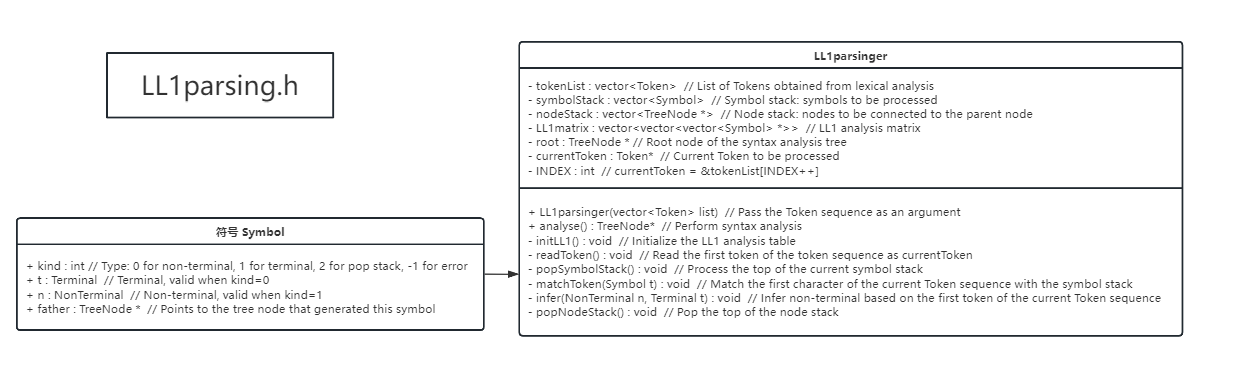 LL1parsing.h
LL1parsinger
- tokenList : vector<Token>  // List of Tokens obtained from lexical analysis
- symbolStack : vector<Symbol>  // Symbol stack: symbols to be processed
- nodeStack : vector<TreeNode *>  // Node stack: nodes to be connected to the parent node
- LL1matrix : vector<vector<vector<Symbol> *>>  // LL1 analysis matrix
- root : TreeNode * // Root node of the syntax analysis tree
- currentToken : Token*  // Current Token to be processed
- INDEX : int  // currentToken = &tokenList[INDEX++]
+ LL1parsinger(vector<Token> list)  // Pass the Token sequence as an argument
+ analyse() : TreeNode*  // Perform syntax analysis
- initLL1() : void  // Initialize the LL1 analysis table
- readToken() : void  // Read the first token of the token sequence as currentToken
- popSymbolStack() : void  // Process the top of the current symbol stack
- matchToken(Symbol t) : void  // Match the first character of the current Token sequence with the symbol stack
- infer(NonTerminal n, Terminal t) : void  // Infer non-terminal based on the first token of the current Token sequence
- popNodeStack() : void  // Pop the top of the node stack
符号 Symbol
+ kind : int // Type: 0 for non-terminal, 1 for terminal, 2 for pop stack, -1 for error
+ t : Terminal  // Terminal, valid when kind=0
+ n : NonTerminal  // Non-terminal, valid when kind=1
+ father : TreeNode *  // Points to the tree node that generated this symbol